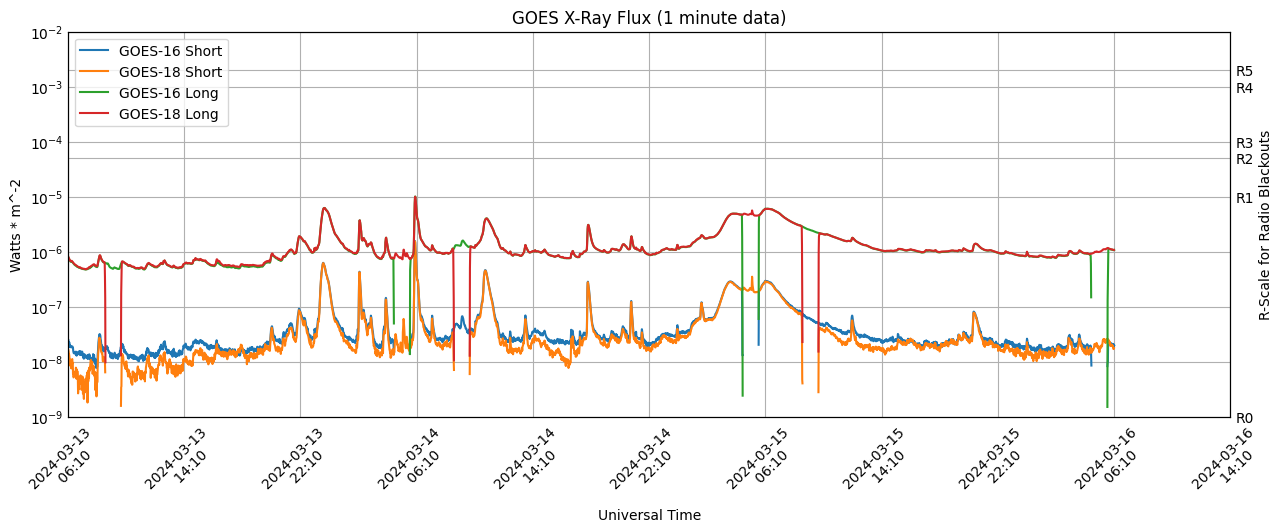 GOES X-Ray Flux (1 minute data)
GOES-16 Short
GOES-18 Short
GOES-16 Long
GOES-18 Long
10^-2
10^-3
10^-4
10^-5
10^-6
10^-7
10^-8
10^-9
Watts * m^-2
R5
R4
R3
R2
R1
R0
R-Scale for Radio Blackouts
2024-03-13
06:10
2024-03-13
14:10
2024-03-13
22:10
2024-03-14
06:10
2024-03-14
14:10
2024-03-14
22:10
2024-03-15
06:10
2024-03-15
14:10
2024-03-15
22:10
2024-03-16
06:10
2024-03-16
14:10
Universal Time